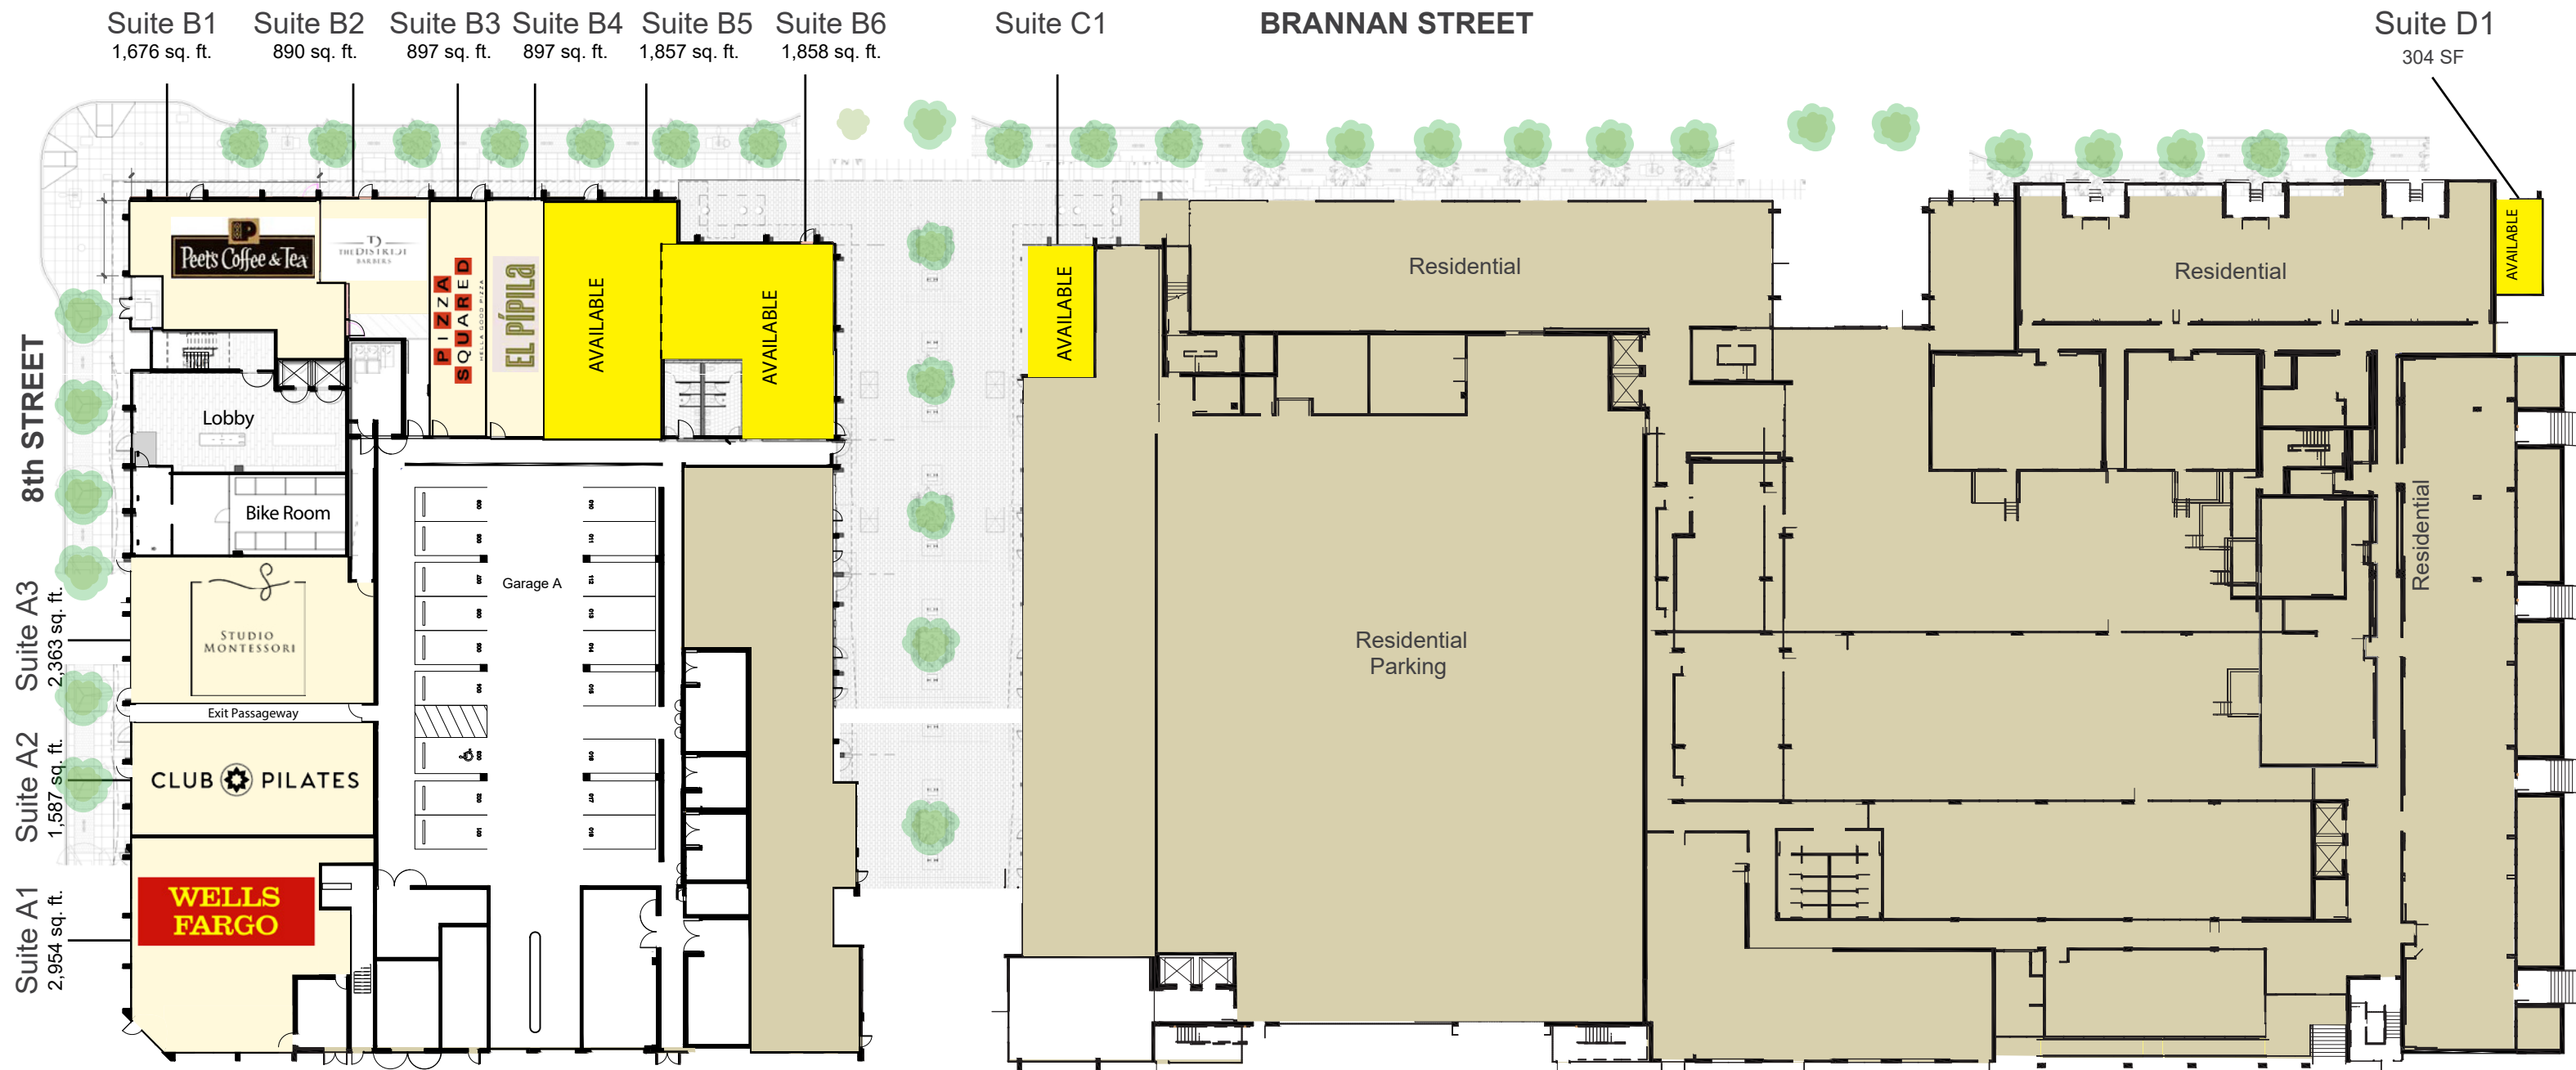 Suite B1
1,676 sq. ft.
Suite B2
890 sq. ft.
Suite B3
897 sq. ft.
Suite B4
897 sq. ft.
Suite B5
1,857 sq. ft.
Suite B6
1,858 sq. ft.
Suite C1
BRANNAN STREET
Suite D1
304 SF
Peet's Coffee & Tea
THE DISTRICT
BARBERS
PIZZA
SQUARED
HELLA GOOD PIZZA
EL PÍPILA
AVAILABLE
AVAILABLE
AVAILABLE
AVAILABLE
Residential
Residential
Residential
8th STREET
Lobby
Bike Room
Garage A
Suite A3
2,363 sq. ft.
STUDIO
MONTESSORI
Exit Passageway
Suite A2
1,587 sq. ft.
CLUB PILATES
Suite A1
2,954 sq. ft.
WELLS
FARGO
Residential
Parking